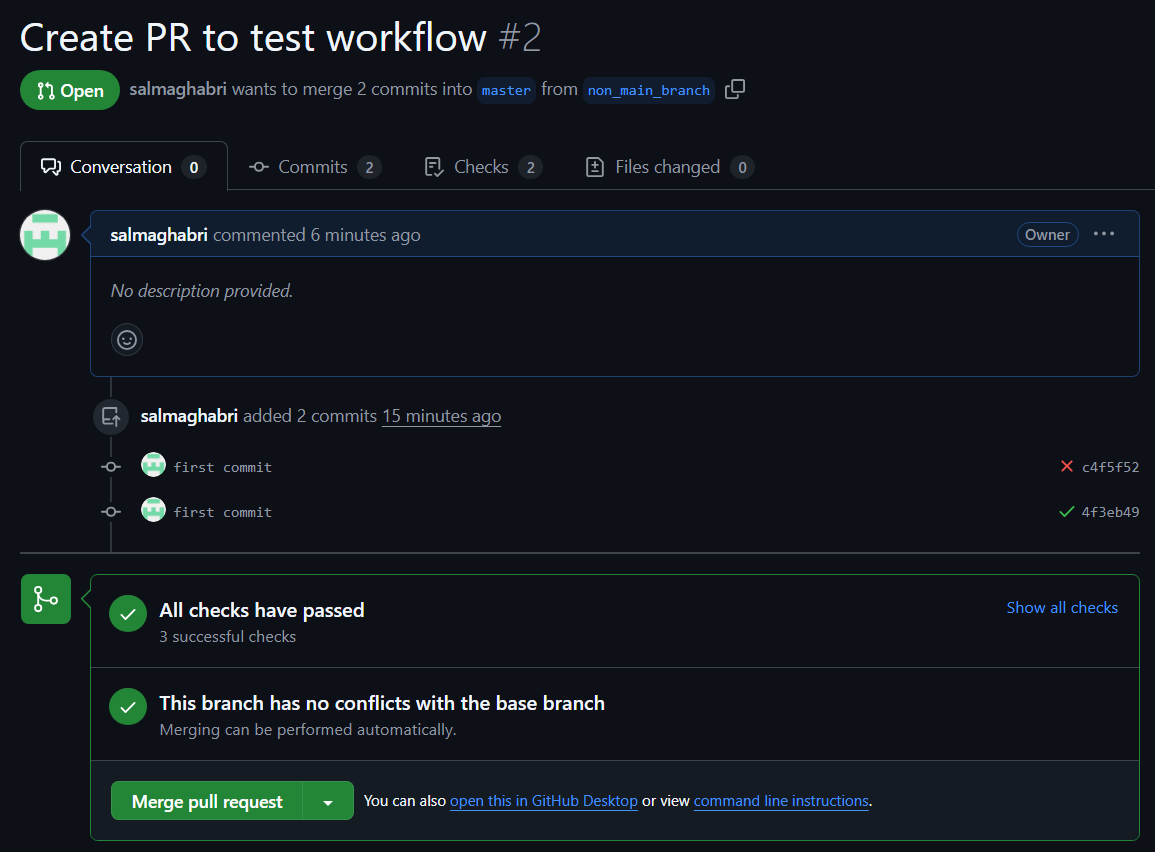 Create PR to test workflow #2
Open salmaghabri wants to merge 2 commits into master from non_main_branch
Conversation 0 Commits 2 Checks 2 Files changed 0
salmaghabri commented 6 minutes ago Owner
No description provided.
salmaghabri added 2 commits 15 minutes ago
first commit c4f5f52
first commit 4f3eb49
All checks have passed Show all checks
3 successful checks
This branch has no conflicts with the base branch
Merging can be performed automatically.
Merge pull request You can also open this in GitHub Desktop or view command line instructions.